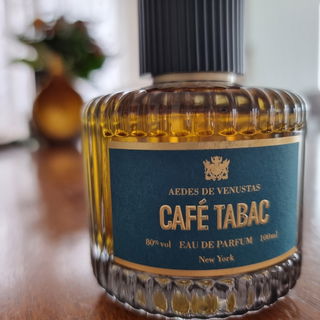 AEDES DE VENUSTAS
CAFÉ TABAC
80% vol EAU DE PARFUM 100ml
New York